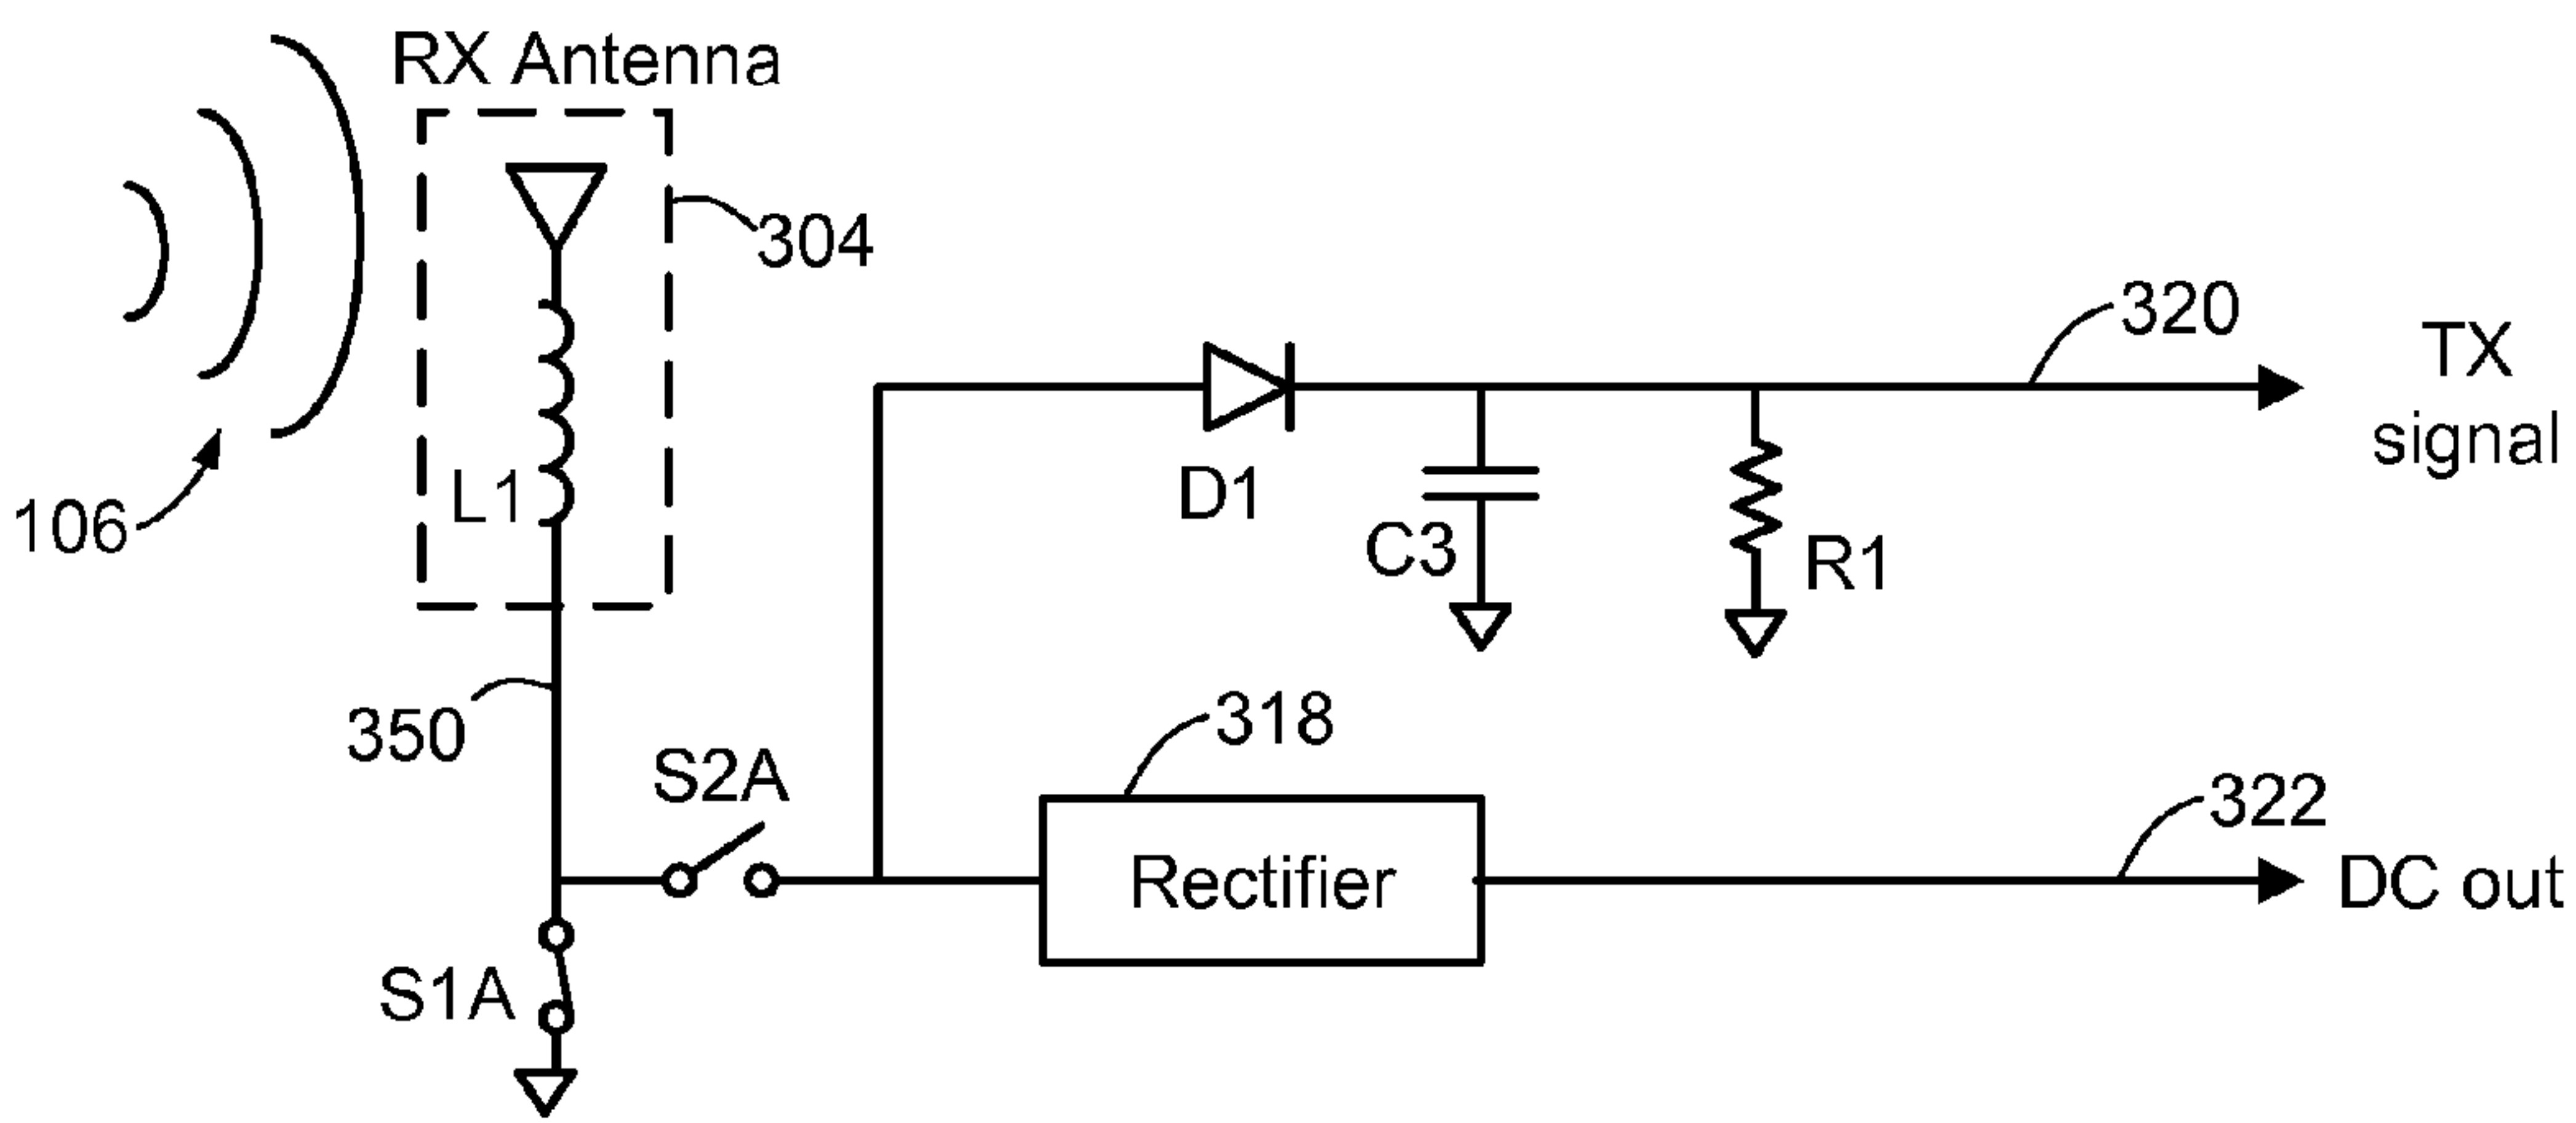 RX Antenna
304
320
TX
signal
L1
D1
106
C3
R1
350
318
S2A
322
Rectifier
DC out
S1A